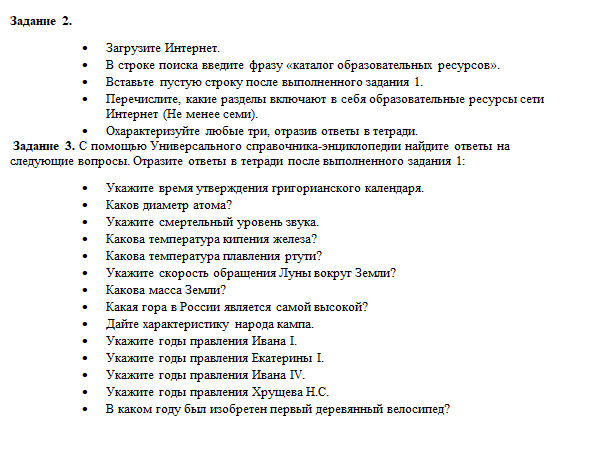 Задание 2.
• Загрузите Интернет.
• В строке поиска введите фразу «каталог образовательных ресурсов».
• Вставьте пустую строку после выполненного задания 1.
• Перечислите, какие разделы включают в себя образовательные ресурсы сети
Интернет (Не менее семи).
• Охарактеризуйте любые три, отразив ответы в тетради.
Задание 3. С помощью Универсального справочника-энциклопедии найдите ответы на
следующие вопросы. Отразите ответы в тетради после выполненного задания 1:
• Укажите время утверждения григорианского календаря.
• Каков диаметр атома?
• Укажите смертельный уровень звука.
• Какова температура кипения железа?
• Какова температура плавления ртути?
• Укажите скорость обращения Луны вокруг Земли?
• Какова масса Земли?
• Какая гора в России является самой высокой?
• Дайте характеристику народа кампа.
• Укажите годы правления Ивана I.
• Укажите годы правления Екатерины I.
• Укажите годы правления Ивана IV.
• Укажите годы правления Хрущева Н.С.
• В каком году был изобретен первый деревянный велосипед?